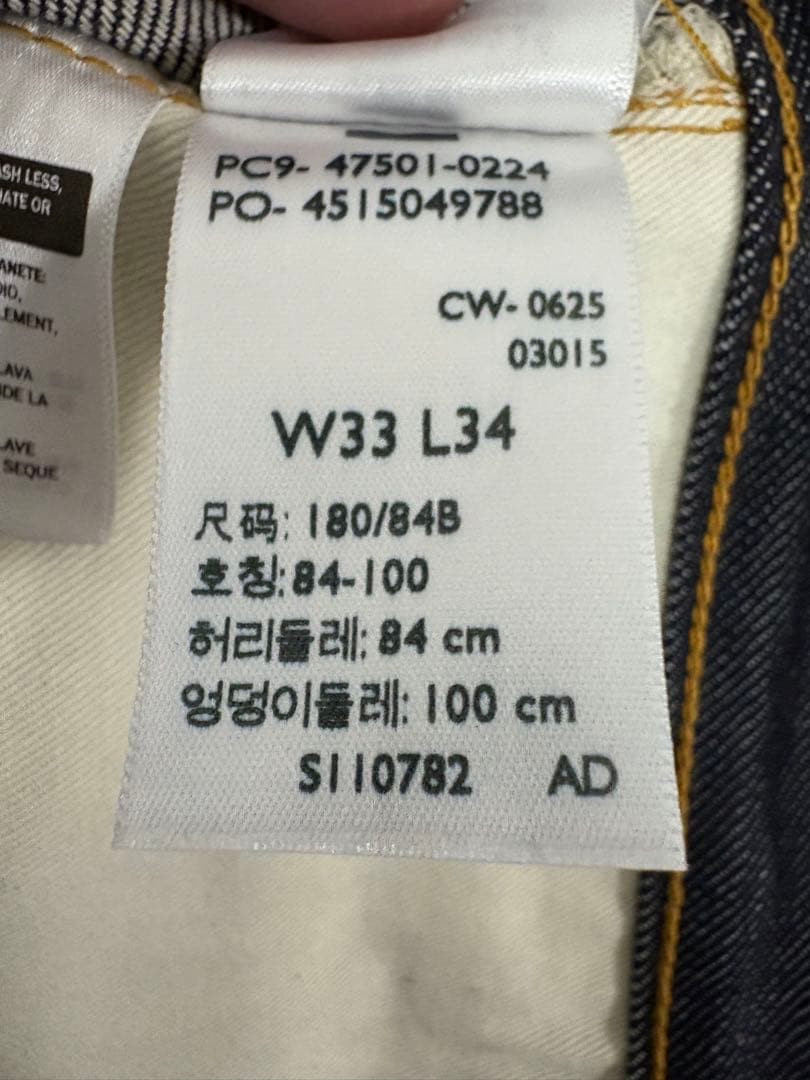 ASH LESS,
ATE OR
ANETE:
DIO,
LEMENT,
LAVA
DE LA
LAVE
SEQUE
PC9- 47501-0224
PO- 4515049788
CW- 0625
03015
W33 L34
尺码: 180/84B
호칭: 84-100
허리둘레: 84 cm
엉덩이둘레: 100 cm
S110782 AD